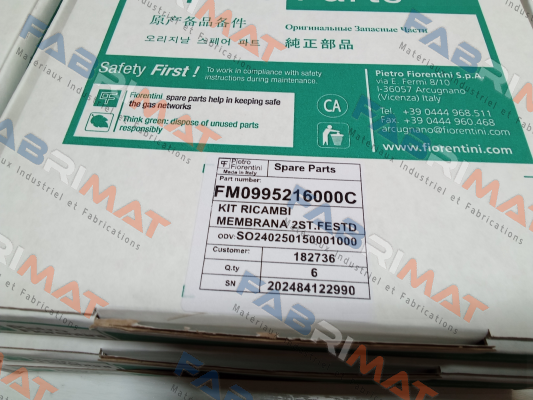 Parts
原产备品备件
Оригинальные Запасные Части
오리지날 스페어 파트
純正部品
Safety First !
To work in compliance with safety
instructions during maintenance.
Fiorentini spare parts help in keeping safe
the gas networks
Think green: dispose of unused parts
responsibly
CA
Pietro Fiorentini S.p.A.
via E. Fermi 8/10
I-36057 Arcugnano
(Vicenza) Italy
Tel. +39 0444 968.511
Fax. +39 0444 960.468
arcugnano@fiorentini.com
www.fiorentini.com
Pietro
Fiorentini
Made in Italy
Spare Parts
Part number:
FM0995216000C
KIT RICAMBI
MEMBRANA 2ST.FESTD
ODV: SO240250150001000
Customer:
182736
Q.ty
6
SN
202484122990
FABRIMAT
Materiaux Industriel et Fabrications